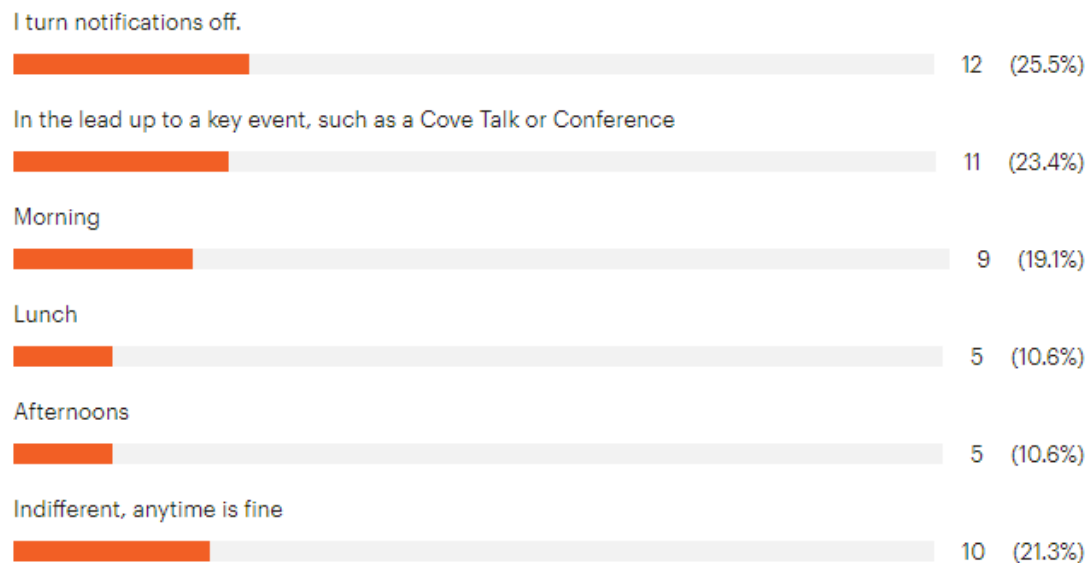 I turn notifications off.
12 (25.5%)
In the lead up to a key event, such as a Cove Talk or Conference
11 (23.4%)
Morning
9 (19.1%)
Lunch
5 (10.6%)
Afternoons
5 (10.6%)
Indifferent, anytime is fine
10 (21.3%)